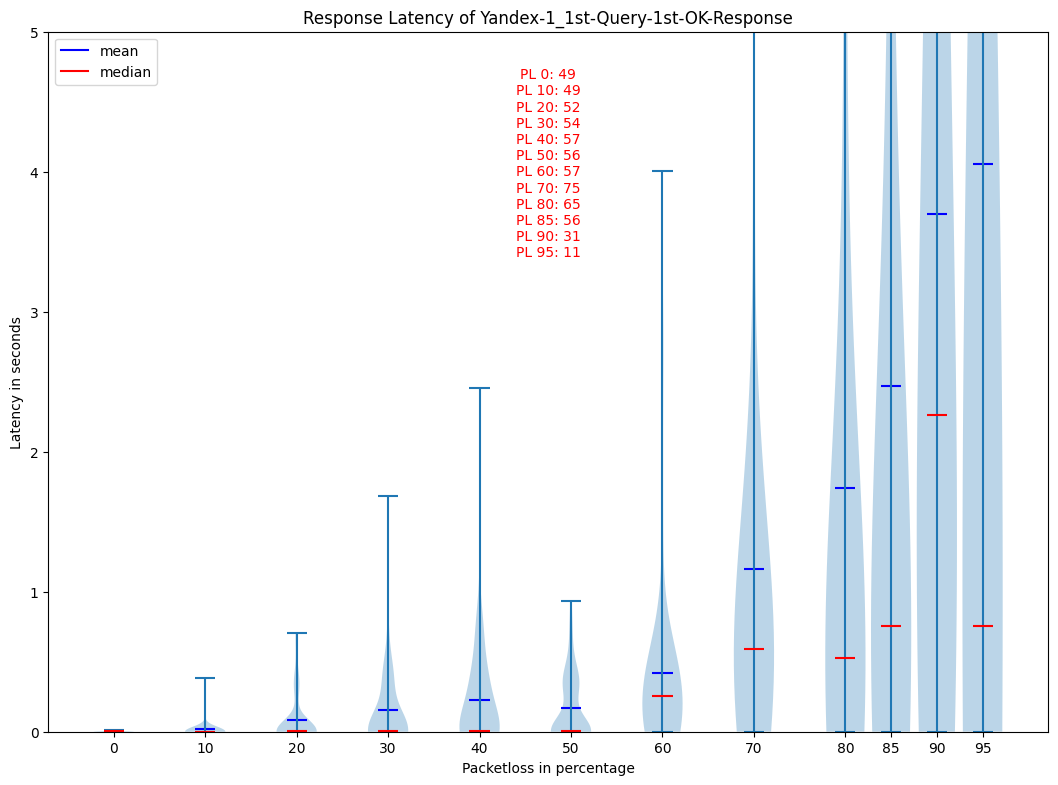 Response Latency of Yandex-1_1st-Query-1st-OK-Response
5
mean
median
PL 0: 49
PL 10: 49
PL 20: 52
PL 30: 54
PL 40: 57
PL 50: 56
PL 60: 57
PL 70: 75
PL 80: 65
PL 85: 56
PL 90: 31
PL 95: 11
4
3
2
1
0
Latency in seconds
0 10 20 30 40 50 60 70 80 85 90 95
Packetloss in percentage